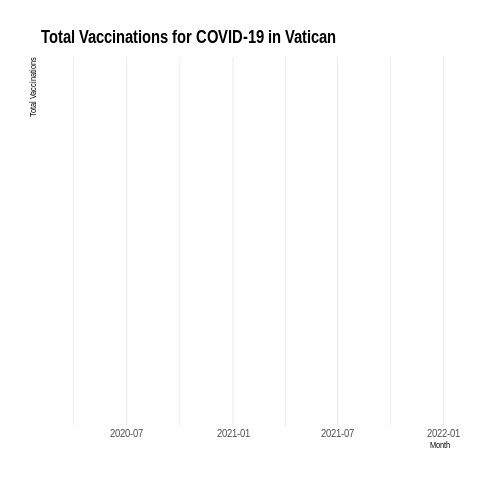 Total Vaccinations for COVID-19 in Vatican
Total Vaccinations
2020-07 2021-01 2021-07 2022-01
Month